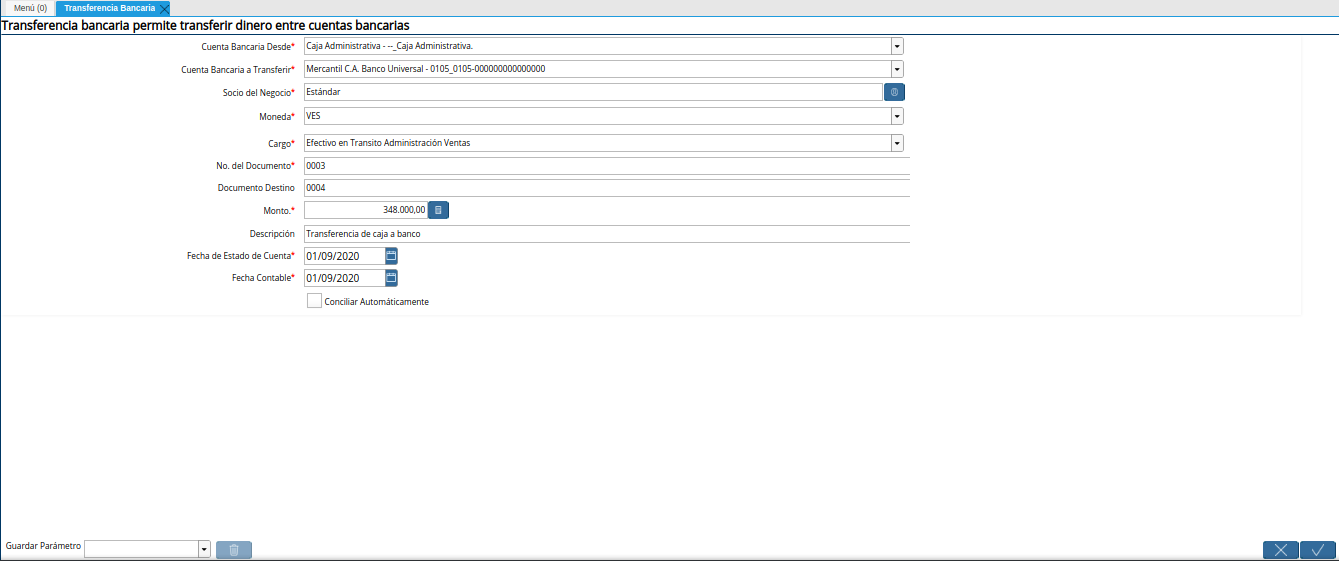 Menú (0) Transferencia Bancaria
Transferencia bancaria permite transferir dinero entre cuentas bancarias
Cuenta Bancaria Desde* Caja Administrativa - --_Caja Administrativa.
Cuenta Bancaria a Transferir* Mercantil C.A. Banco Universal - 0105_0105-000000000000000
Socio del Negocio* Estándar
Moneda* VES
Cargo* Efectivo en Transito Administración Ventas
No. del Documento* 0003
Documento Destino 0004
Monto.* 348.000,00
Descripción Transferencia de caja a banco
Fecha de Estado de Cuenta* 01/09/2020
Fecha Contable* 01/09/2020
Conciliar Automáticamente
Guardar Parámetro